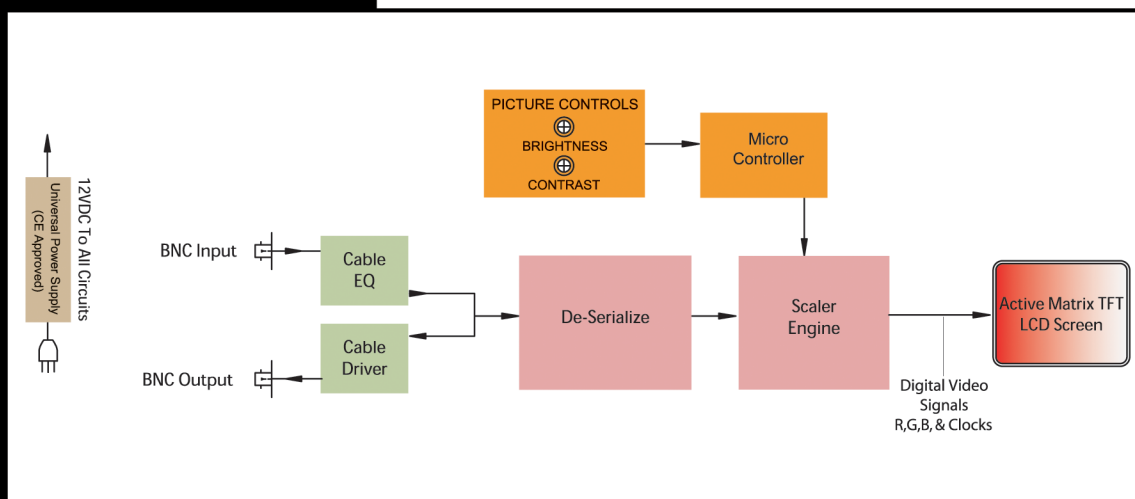 PICTURE CONTROLS
BRIGHTNESS
CONTRAST
Micro
Controller
12VDC To All Circuits
Universal Power Supply
(CE Approved)
BNC Input
Cable
EQ
De-Serialize
Scaler
Engine
Active Matrix TFT
LCD Screen
Cable
Driver
BNC Output
Digital Video
Signals
R,G,B, & Clocks